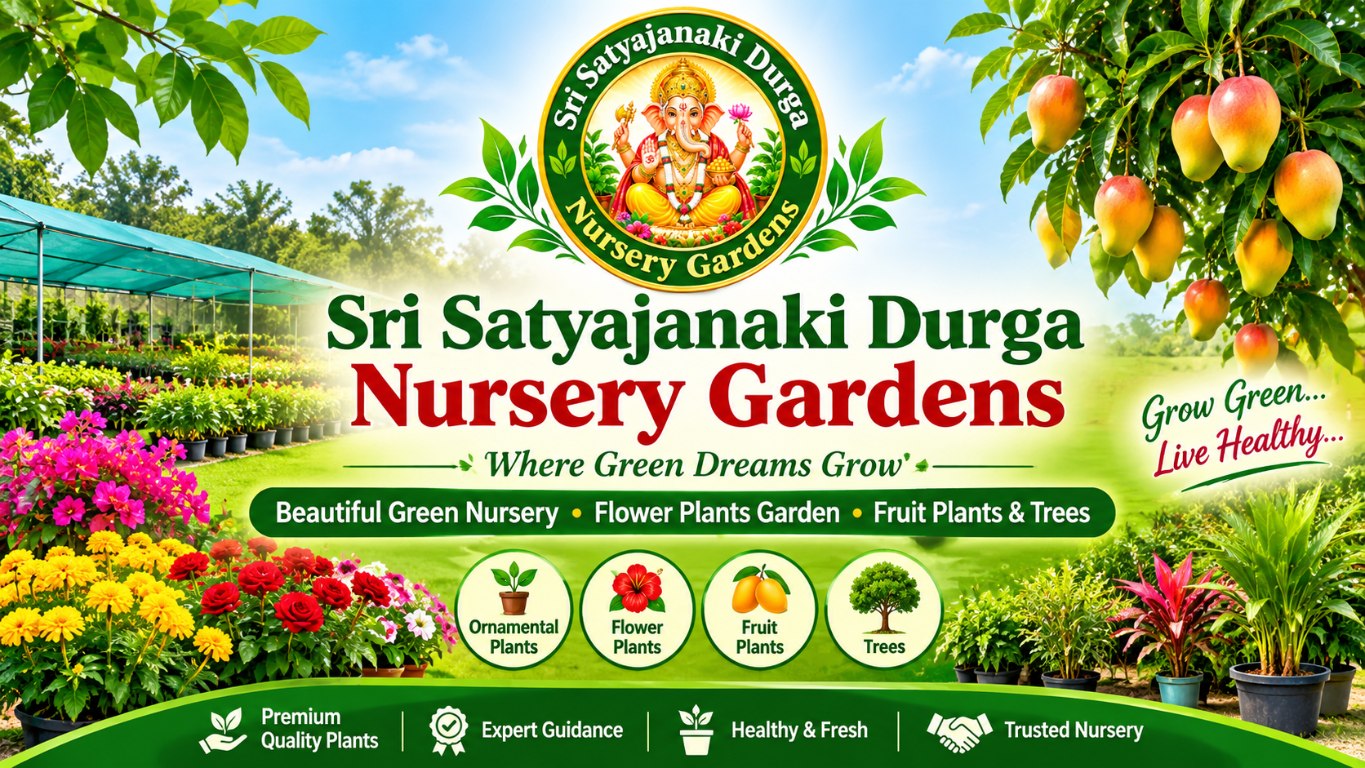 Sri Satyajanaki Durga
Nursery Gardens
Sri Satyajanaki Durga
Nursery Gardens
Where Green Dreams Grow
Grow Green...
Live Healthy...
Beautiful Green Nursery • Flower Plants Garden • Fruit Plants & Trees
Ornamental
Plants
Flower
Plants
Fruit
Plants
Trees
Premium
Quality Plants
Expert Guidance
Healthy & Fresh
Trusted Nursery